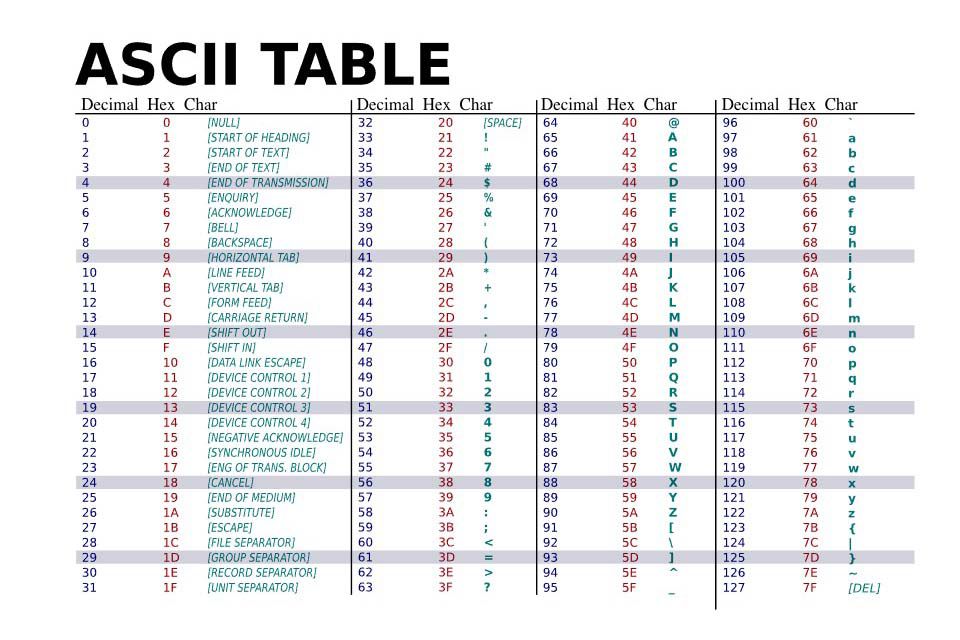 ASCII TABLE
Decimal Hex Char Decimal Hex Char Decimal Hex Char Decimal Hex Char
0 0 [NULL] 32 20 [SPACE] 64 40 @ 96 60 `
1 1 [START OF HEADING] 33 21 ! 65 41 A 97 61 a
2 2 [START OF TEXT] 34 22 " 66 42 B 98 62 b
3 3 [END OF TEXT] 35 23 # 67 43 C 99 63 c
4 4 [END OF TRANSMISSION] 36 24 $ 68 44 D 100 64 d
5 5 [ENQUIRY] 37 25 % 69 45 E 101 65 e
6 6 [ACKNOWLEDGE] 38 26 & 70 46 F 102 66 f
7 7 [BELL] 39 27 ' 71 47 G 103 67 g
8 8 [BACKSPACE] 40 28 ( 72 48 H 104 68 h
9 9 [HORIZONTAL TAB] 41 29 ) 73 49 I 105 69 i
10 A [LINE FEED] 42 2A * 74 4A J 106 6A j
11 B [VERTICAL TAB] 43 2B + 75 4B K 107 6B k
12 C [FORM FEED] 44 2C , 76 4C L 108 6C l
13 D [CARRIAGE RETURN] 45 2D - 77 4D M 109 6D m
14 E [SHIFT OUT] 46 2E . 78 4E N 110 6E n
15 F [SHIFT IN] 47 2F / 79 4F O 111 6F o
16 10 [DATA LINK ESCAPE] 48 30 0 80 50 P 112 70 p
17 11 [DEVICE CONTROL 1] 49 31 1 81 51 Q 113 71 q
18 12 [DEVICE CONTROL 2] 50 32 2 82 52 R 114 72 r
19 13 [DEVICE CONTROL 3] 51 33 3 83 53 S 115 73 s
20 14 [DEVICE CONTROL 4] 52 34 4 84 54 T 116 74 t
21 15 [NEGATIVE ACKNOWLEDGE] 53 35 5 85 55 U 117 75 u
22 16 [SYNCHRONOUS IDLE] 54 36 6 86 56 V 118 76 v
23 17 [ENG OF TRANS. BLOCK] 55 37 7 87 57 W 119 77 w
24 18 [CANCEL] 56 38 8 88 58 X 120 78 x
25 19 [END OF MEDIUM] 57 39 9 89 59 Y 121 79 y
26 1A [SUBSTITUTE] 58 3A : 90 5A Z 122 7A z
27 1B [ESCAPE] 59 3B ; 91 5B [ 123 7B {
28 1C [FILE SEPARATOR] 60 3C < 92 5C \ 124 7C |
29 1D [GROUP SEPARATOR] 61 3D = 93 5D ] 125 7D }
30 1E [RECORD SEPARATOR] 62 3E > 94 5E ^ 126 7E ~
31 1F [UNIT SEPARATOR] 63 3F ? 95 5F _ 127 7F [DEL]